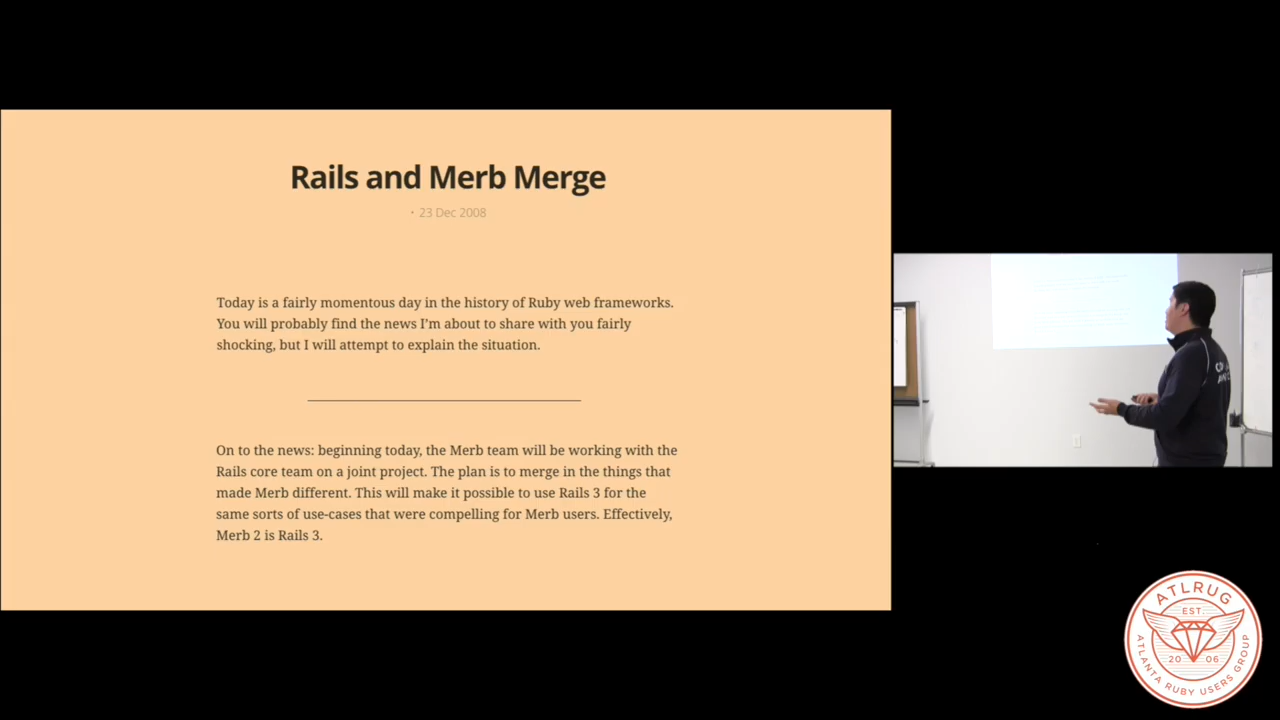 Rails and Merb Merge
• 23 Dec 2008
Today is a fairly momentous day in the history of Ruby web frameworks.
You will probably find the news I'm about to share with you fairly
shocking, but I will attempt to explain the situation.
On to the news: beginning today, the Merb team will be working with the
Rails core team on a joint project. The plan is to merge in the things that
made Merb different. This will make it possible to use Rails 3 for the
same sorts of use-cases that were compelling for Merb users. Effectively,
Merb 2 is Rails 3.
ATLRUG
EST.
20 06
ATLANTA RUBY USERS GROUP